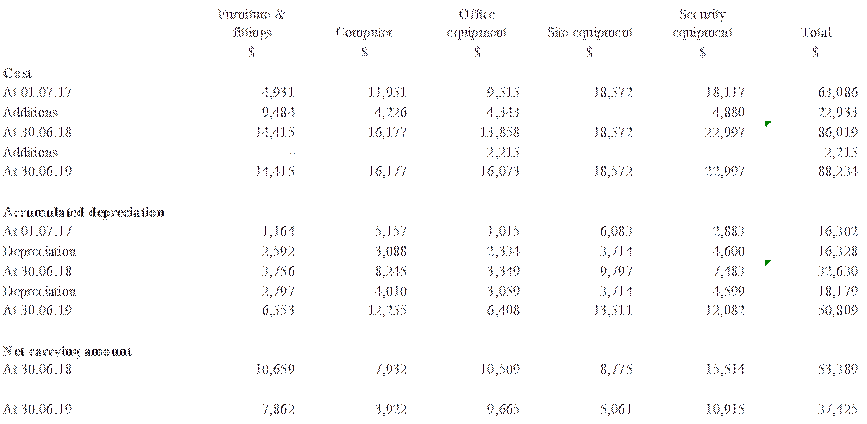 Furniture & Office Security
fittings Computer equipment Site equipment equipment Total
$ $ $ $ $ $
Cost
At 01.07.17 4,931 11,951 9,515 18,572 18,117 63,086
Additions 9,484 4,226 4,343 4,880 22,933
At 30.06.18 14,415 16,177 13,858 18,572 22,997 86,019
Additions - 2,215 2,215
At 30.06.19 14,415 16,177 16,073 18,572 22,997 88,234
Accumulated depreciation
At 01.07.17 1,164 5,157 1,015 6,083 2,883 16,302
Depreciation 2,592 3,088 2,334 3,714 4,600 16,328
At 30.06.18 3,756 8,245 3,349 9,797 7,483 32,630
Depreciation 2,797 4,010 3,059 3,714 4,599 18,179
At 30.06.19 6,553 12,255 6,408 13,511 12,082 50,809
Net carrying amount
At 30.06.18 10,659 7,932 10,509 8,775 15,514 53,389
At 30.06.19 7,862 3,922 9,665 5,061 10,915 37,425